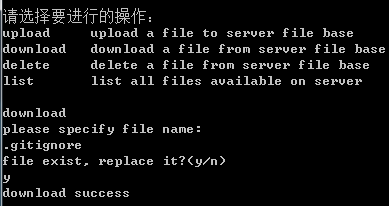 请选择要进行的操作:
upload    upload a file to server file base
download  download a file from server file base
delete    delete a file from server file base
list      list all files available on server
download
please specify file name:
.gitignore
file exist, replace it?(y/n)
y
download success